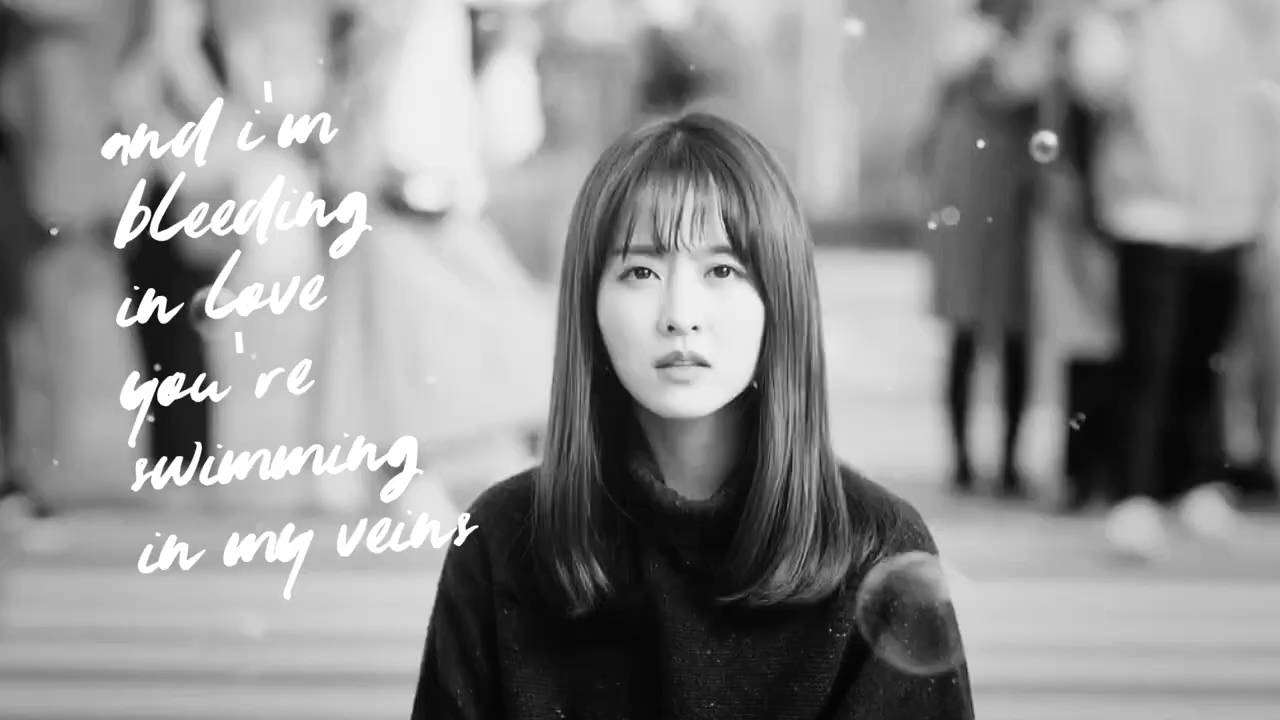 and i'm
bleeding
in love
you're
swimming
in my veins